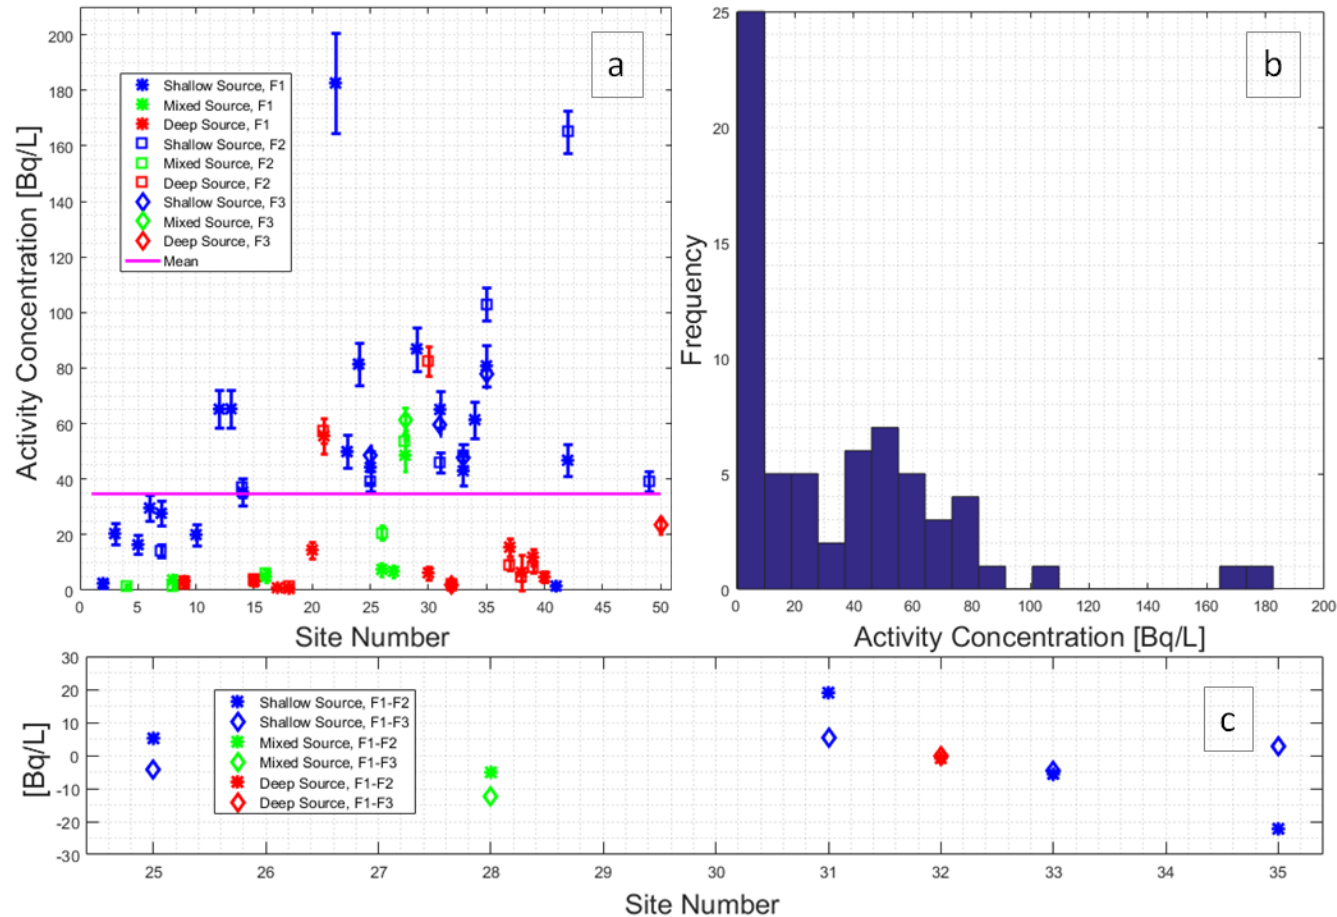 a
Shallow Source, F1
Mixed Source, F1
Deep Source, F1
Shallow Source, F2
Mixed Source, F2
Deep Source, F2
Shallow Source, F3
Mixed Source, F3
Deep Source, F3
Mean
Activity Concentration [Bq/L]
200
180
160
140
120
100
80
60
40
20
0
0 5 10 15 20 25 30 35 40 45 50
Site Number
b
Frequency
25
20
15
10
5
0
0 20 40 60 80 100 120 140 160 180 200
Activity Concentration [Bq/L]
c
Shallow Source, F1-F2
Shallow Source, F1-F3
Mixed Source, F1-F2
Mixed Source, F1-F3
Deep Source, F1-F2
Deep Source, F1-F3
[Bq/L]
30
20
10
0
-10
-20
-30
25 26 27 28 29 30 31 32 33 34 35
Site Number